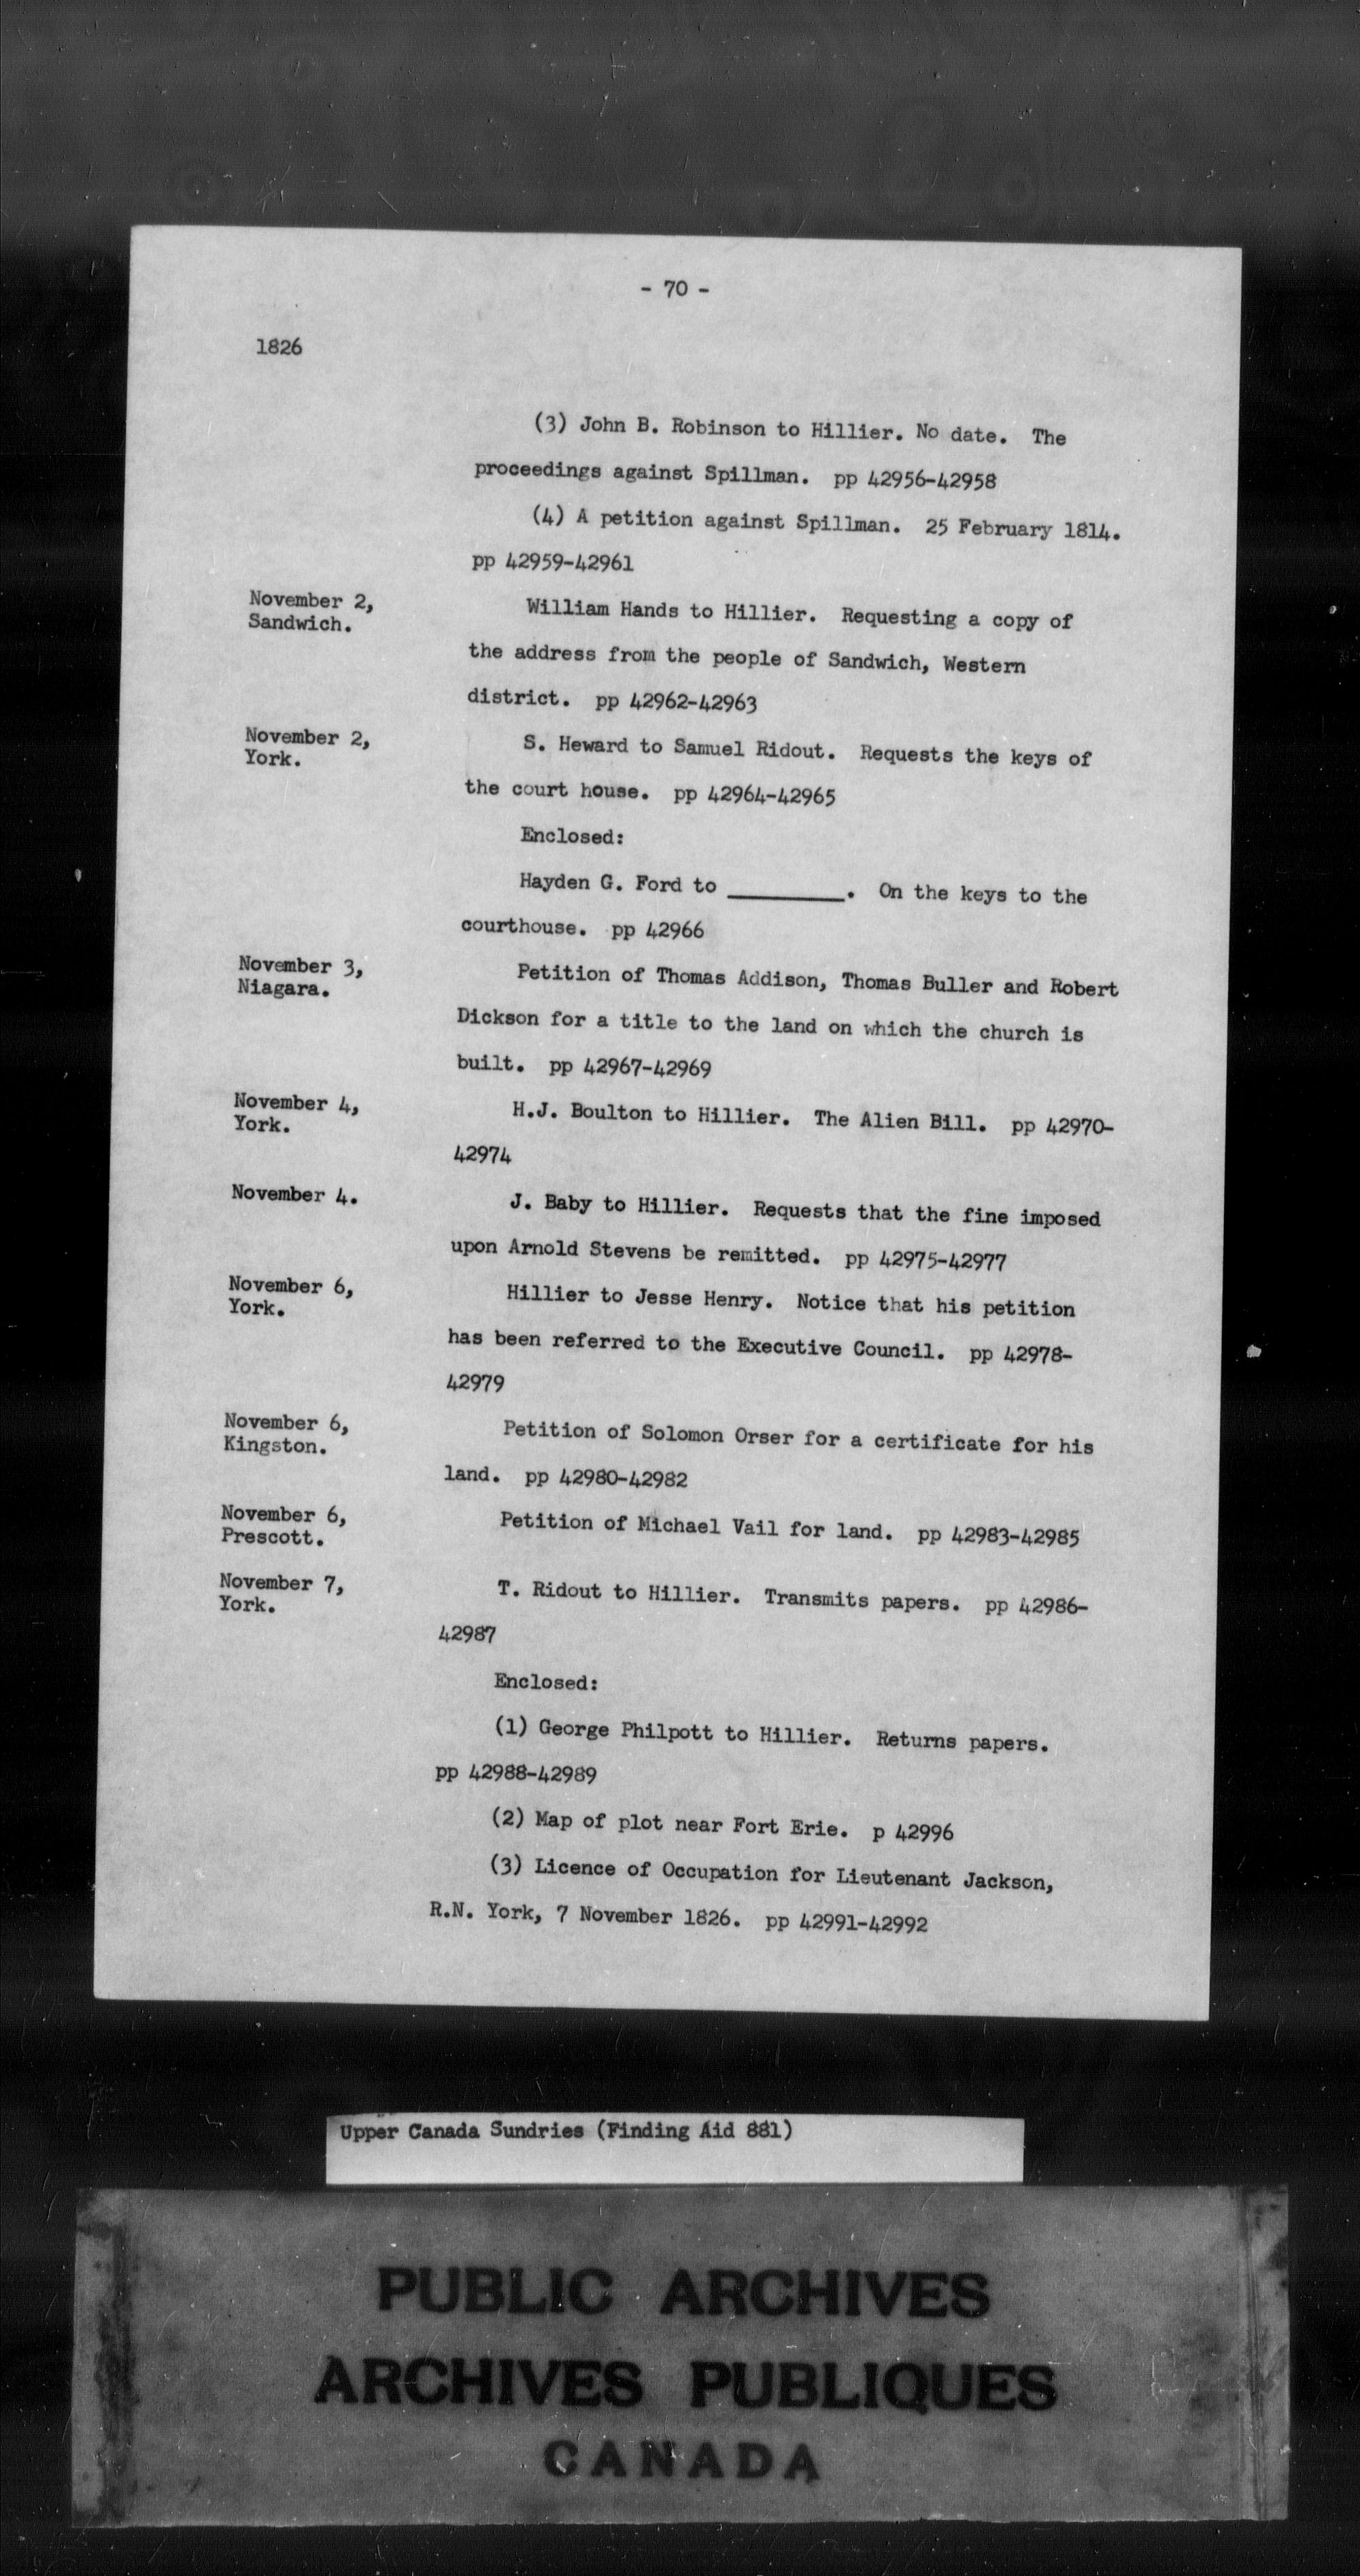 - 70 -
1826
(3) John B. Robinson to Hillier. No date. The
proceedings against Spillman. pp 42956-42958
(4) A petition against Spillman. 25 February 1814.
pp 42959-42961
November 2,
Sandwich.
William Hands to Hillier. Requesting a copy of
the address from the people of Sandwich, Western
district. pp 42962-42963
November 2,
York.
S. Heward to Samuel Ridout. Requests the keys of
the court house. pp 42964-42965
Enclosed:
Hayden G. Ford to __________. On the keys to the
courthouse. pp 42966
November 3,
Niagara.
Petition of Thomas Addison, Thomas Buller and Robert
Dickson for a title to the land on which the church is
built. pp 42967-42969
November 4,
York.
H.J. Boulton to Hillier. The Alien Bill. pp 42970-
42974
November 4.
J. Baby to Hillier. Requests that the fine imposed
upon Arnold Stevens be remitted. pp 42975-42977
November 6,
York.
Hillier to Jesse Henry. Notice that his petition
has been referred to the Executive Council. pp 42978-
42979
November 6,
Kingston.
Petition of Solomon Orser for a certificate for his
land. pp 42980-42982
November 6,
Prescott.
Petition of Michael Vail for land. pp 42983-42985
November 7,
York.
T. Ridout to Hillier. Transmits papers. pp 42986-
42987
Enclosed:
(1) George Philpott to Hillier. Returns papers.
pp 42988-42989
(2) Map of plot near Fort Erie. p 42996
(3) Licence of Occupation for Lieutenant Jackson,
R.N. York, 7 November 1826. pp 42991-42992
Upper Canada Sundries (Finding Aid 881)
PUBLIC ARCHIVES
ARCHIVES PUBLIQUES
CANADA